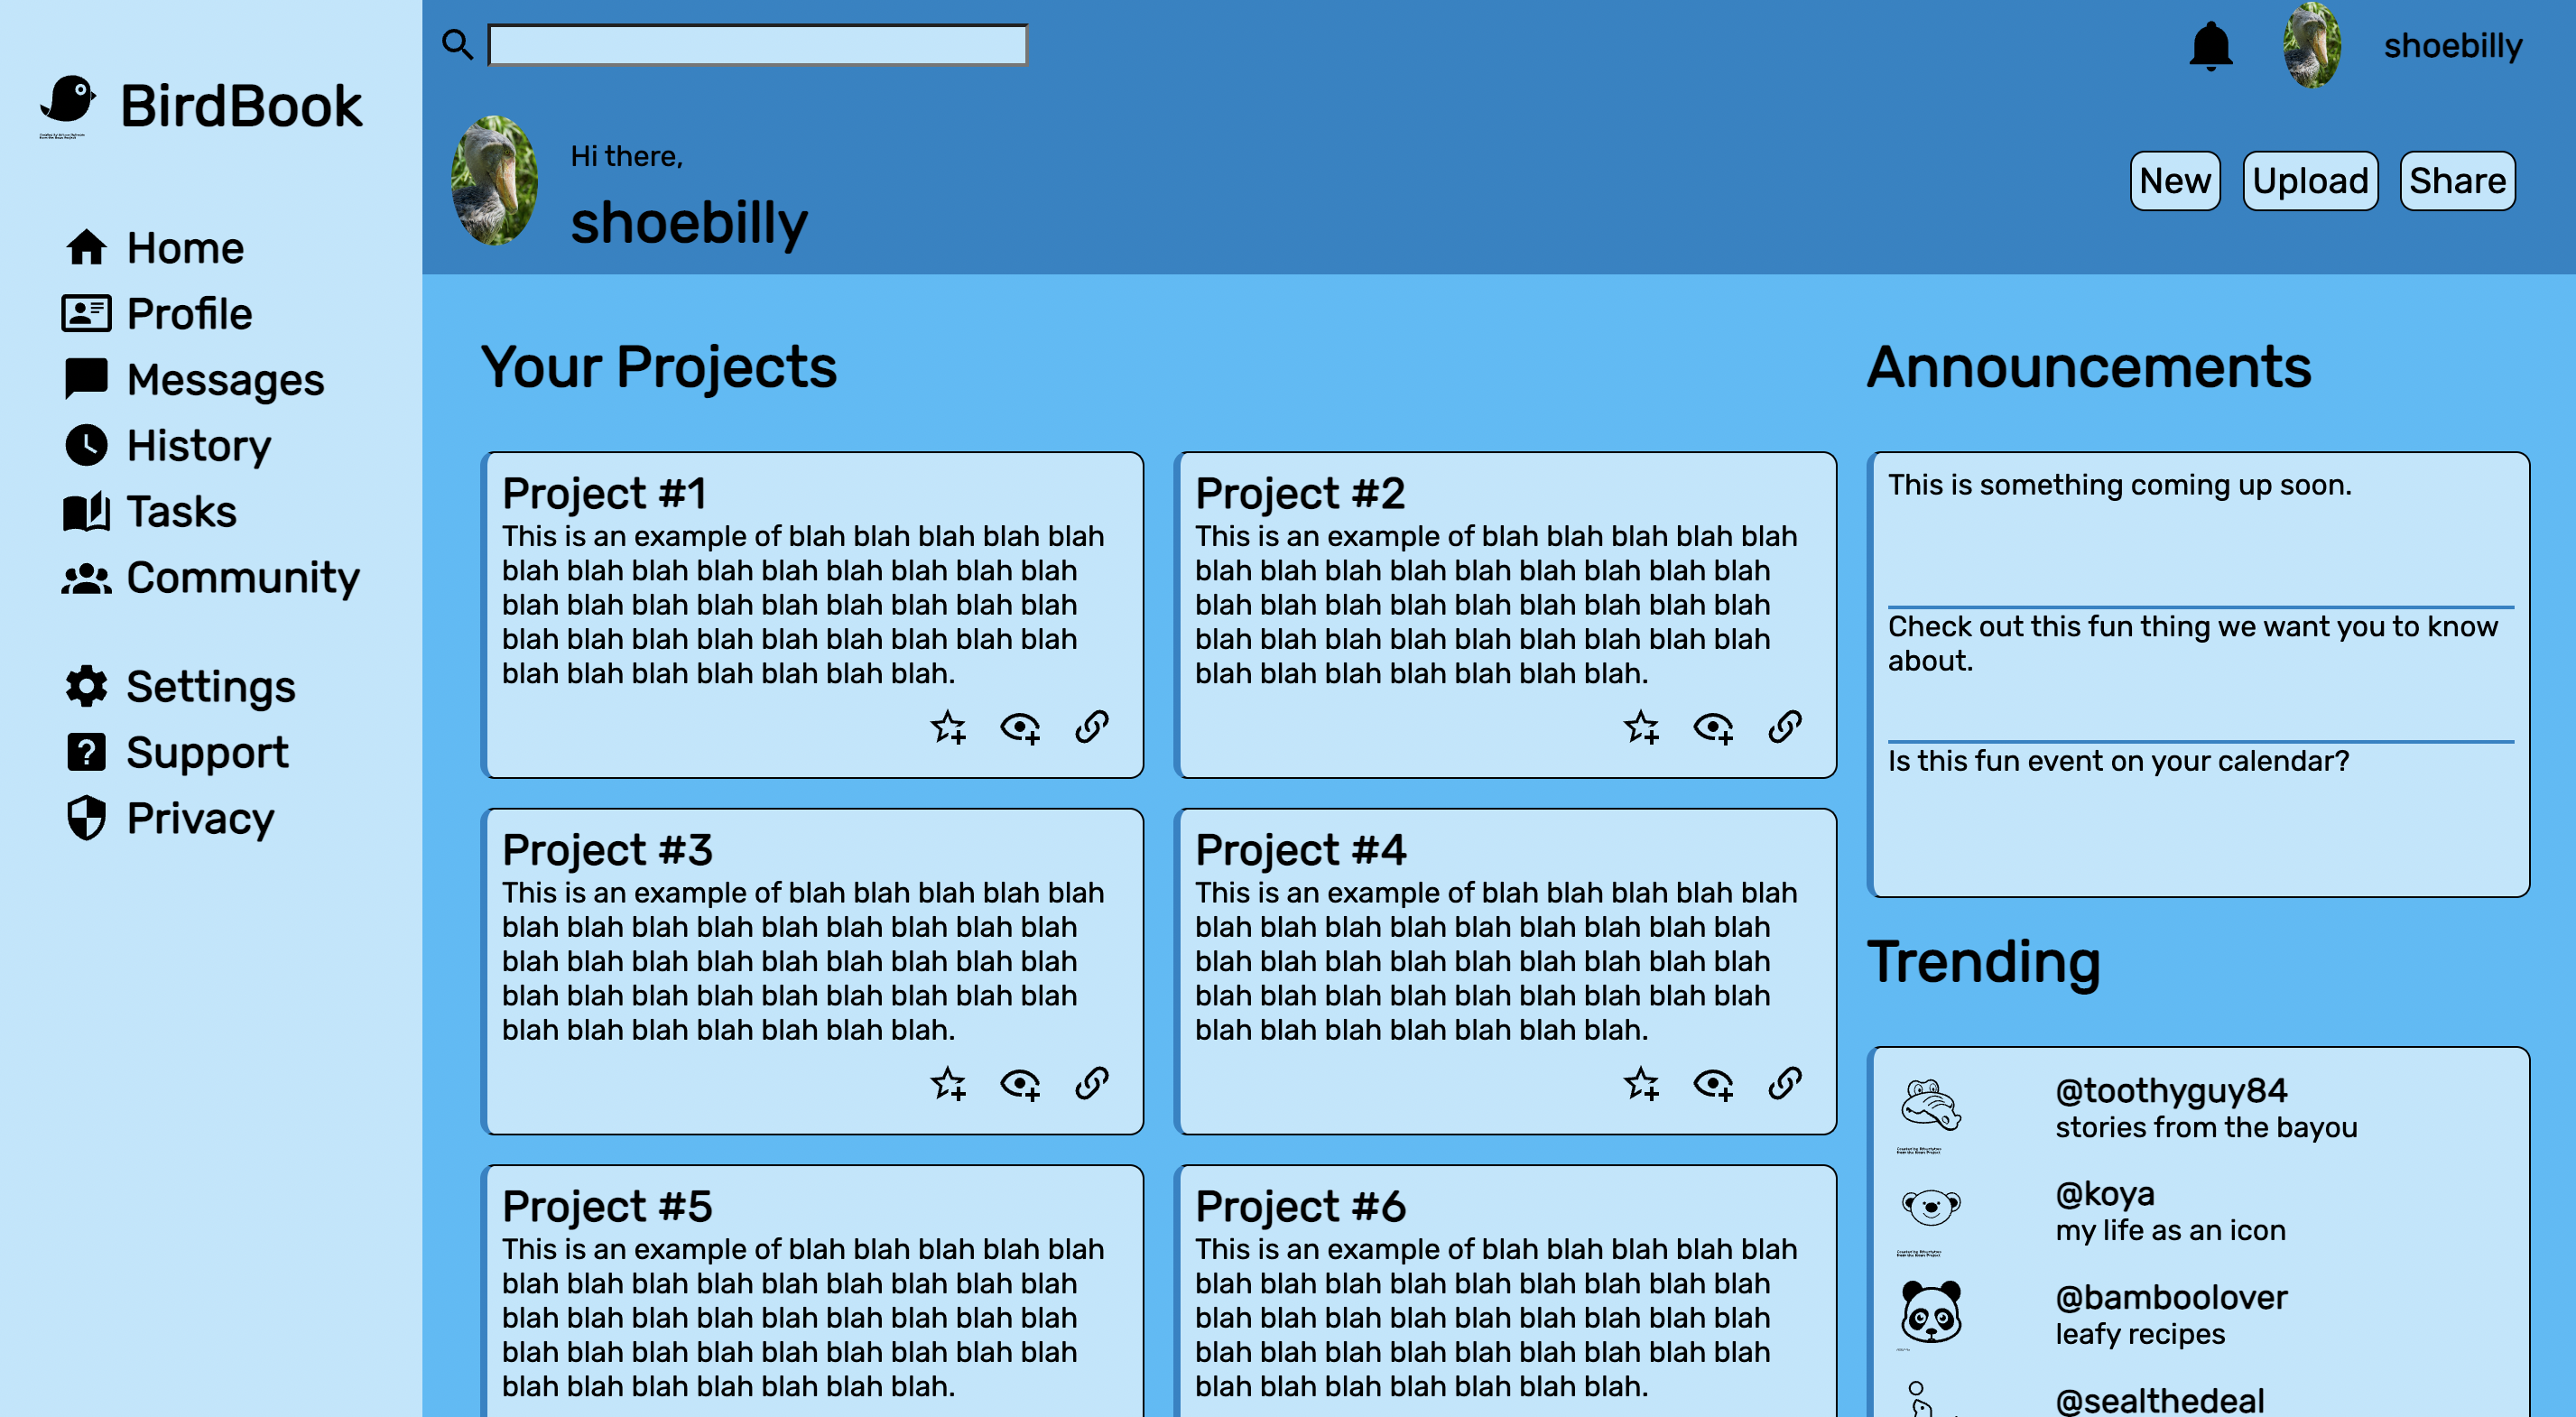 BirdBook
Home
Profile
Messages
History
Tasks
Community
Settings
Support
Privacy
shoebilly
Hi there,
shoebilly
New
Upload
Share
Your Projects
Project #1
This is an example of blah blah blah blah blah
blah blah blah blah blah blah blah blah blah
blah blah blah blah blah blah blah blah blah
blah blah blah blah blah blah blah blah blah
blah blah blah blah blah blah blah.
Project #2
This is an example of blah blah blah blah blah
blah blah blah blah blah blah blah blah blah
blah blah blah blah blah blah blah blah blah
blah blah blah blah blah blah blah blah blah
blah blah blah blah blah blah blah.
Project #3
This is an example of blah blah blah blah blah
blah blah blah blah blah blah blah blah blah
blah blah blah blah blah blah blah blah blah
blah blah blah blah blah blah blah blah blah
blah blah blah blah blah blah blah.
Project #4
This is an example of blah blah blah blah blah
blah blah blah blah blah blah blah blah blah
blah blah blah blah blah blah blah blah blah
blah blah blah blah blah blah blah blah blah
blah blah blah blah blah blah blah.
Project #5
This is an example of blah blah blah blah blah
blah blah blah blah blah blah blah blah blah
blah blah blah blah blah blah blah blah blah
blah blah blah blah blah blah blah blah blah
blah blah blah blah blah blah blah.
Project #6
This is an example of blah blah blah blah blah
blah blah blah blah blah blah blah blah blah
blah blah blah blah blah blah blah blah blah
blah blah blah blah blah blah blah blah blah
blah blah blah blah blah blah blah.
Announcements
This is something coming up soon.
Check out this fun thing we want you to know
about.
Is this fun event on your calendar?
Trending
@toothyguy84
stories from the bayou
@koya
my life as an icon
@bamboolover
leafy recipes
@sealthedeal